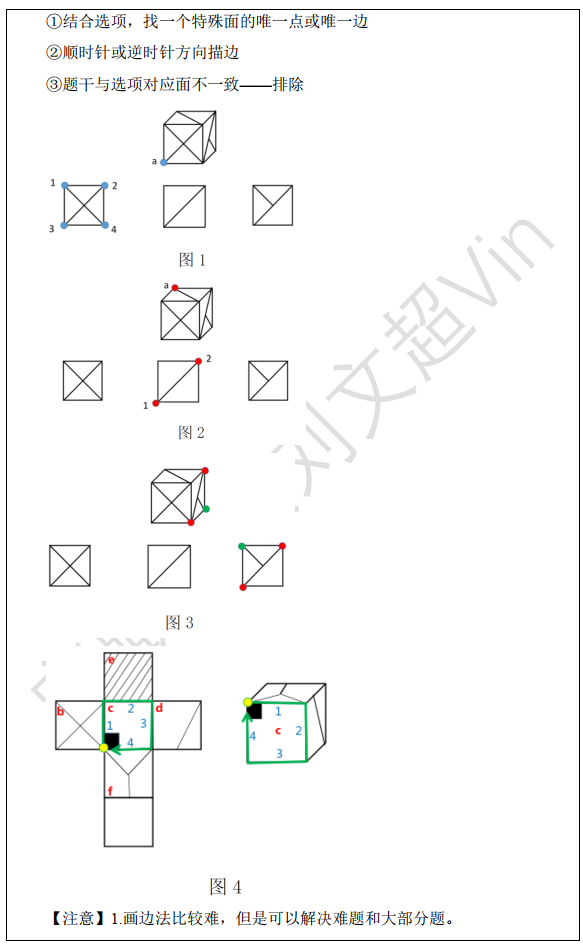 ①结合选项，找一个特殊面的唯一点或唯一边
②顺时针或逆时针方向描边
③题干与选项对应面不一致——排除
a
1
2
3
4
图 1
a
2
1
图 2
图 3
e
b
c
2
d
1
3
4
f
1
4
c
2
3
图 4
【注意】1.画边法比较难，但是可以解决难题和大部分题。
刘文超Vin